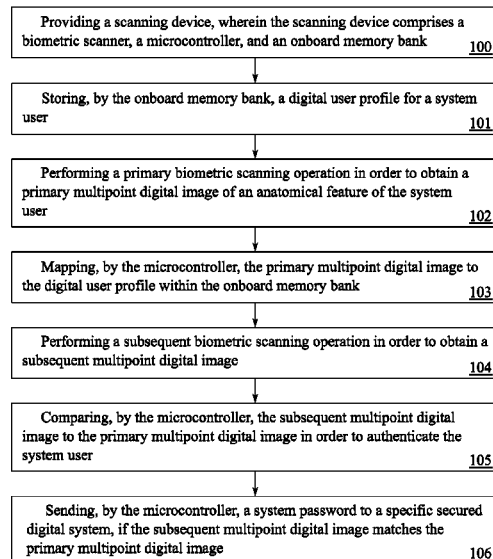 Providing a scanning device, wherein the scanning device comprises a
biometric scanner, a microcontroller, and an onboard memory bank
100
Storing, by the onboard memory bank, a digital user profile for a system
user
101
Performing a primary biometric scanning operation in order to obtain a
primary multipoint digital image of an anatomical feature of the system
user
102
Mapping, by the microcontroller, the primary multipoint digital image to
the digital user profile within the onboard memory bank
103
Performing a subsequent biometric scanning operation in order to obtain a
subsequent multipoint digital image
104
Comparing, by the microcontroller, the subsequent multipoint digital
image to the primary multipoint digital image in order to authenticate the
system user
105
Sending, by the microcontroller, a system password to a specific secured
digital system, if the subsequent multipoint digital image matches the
primary multipoint digital image
106